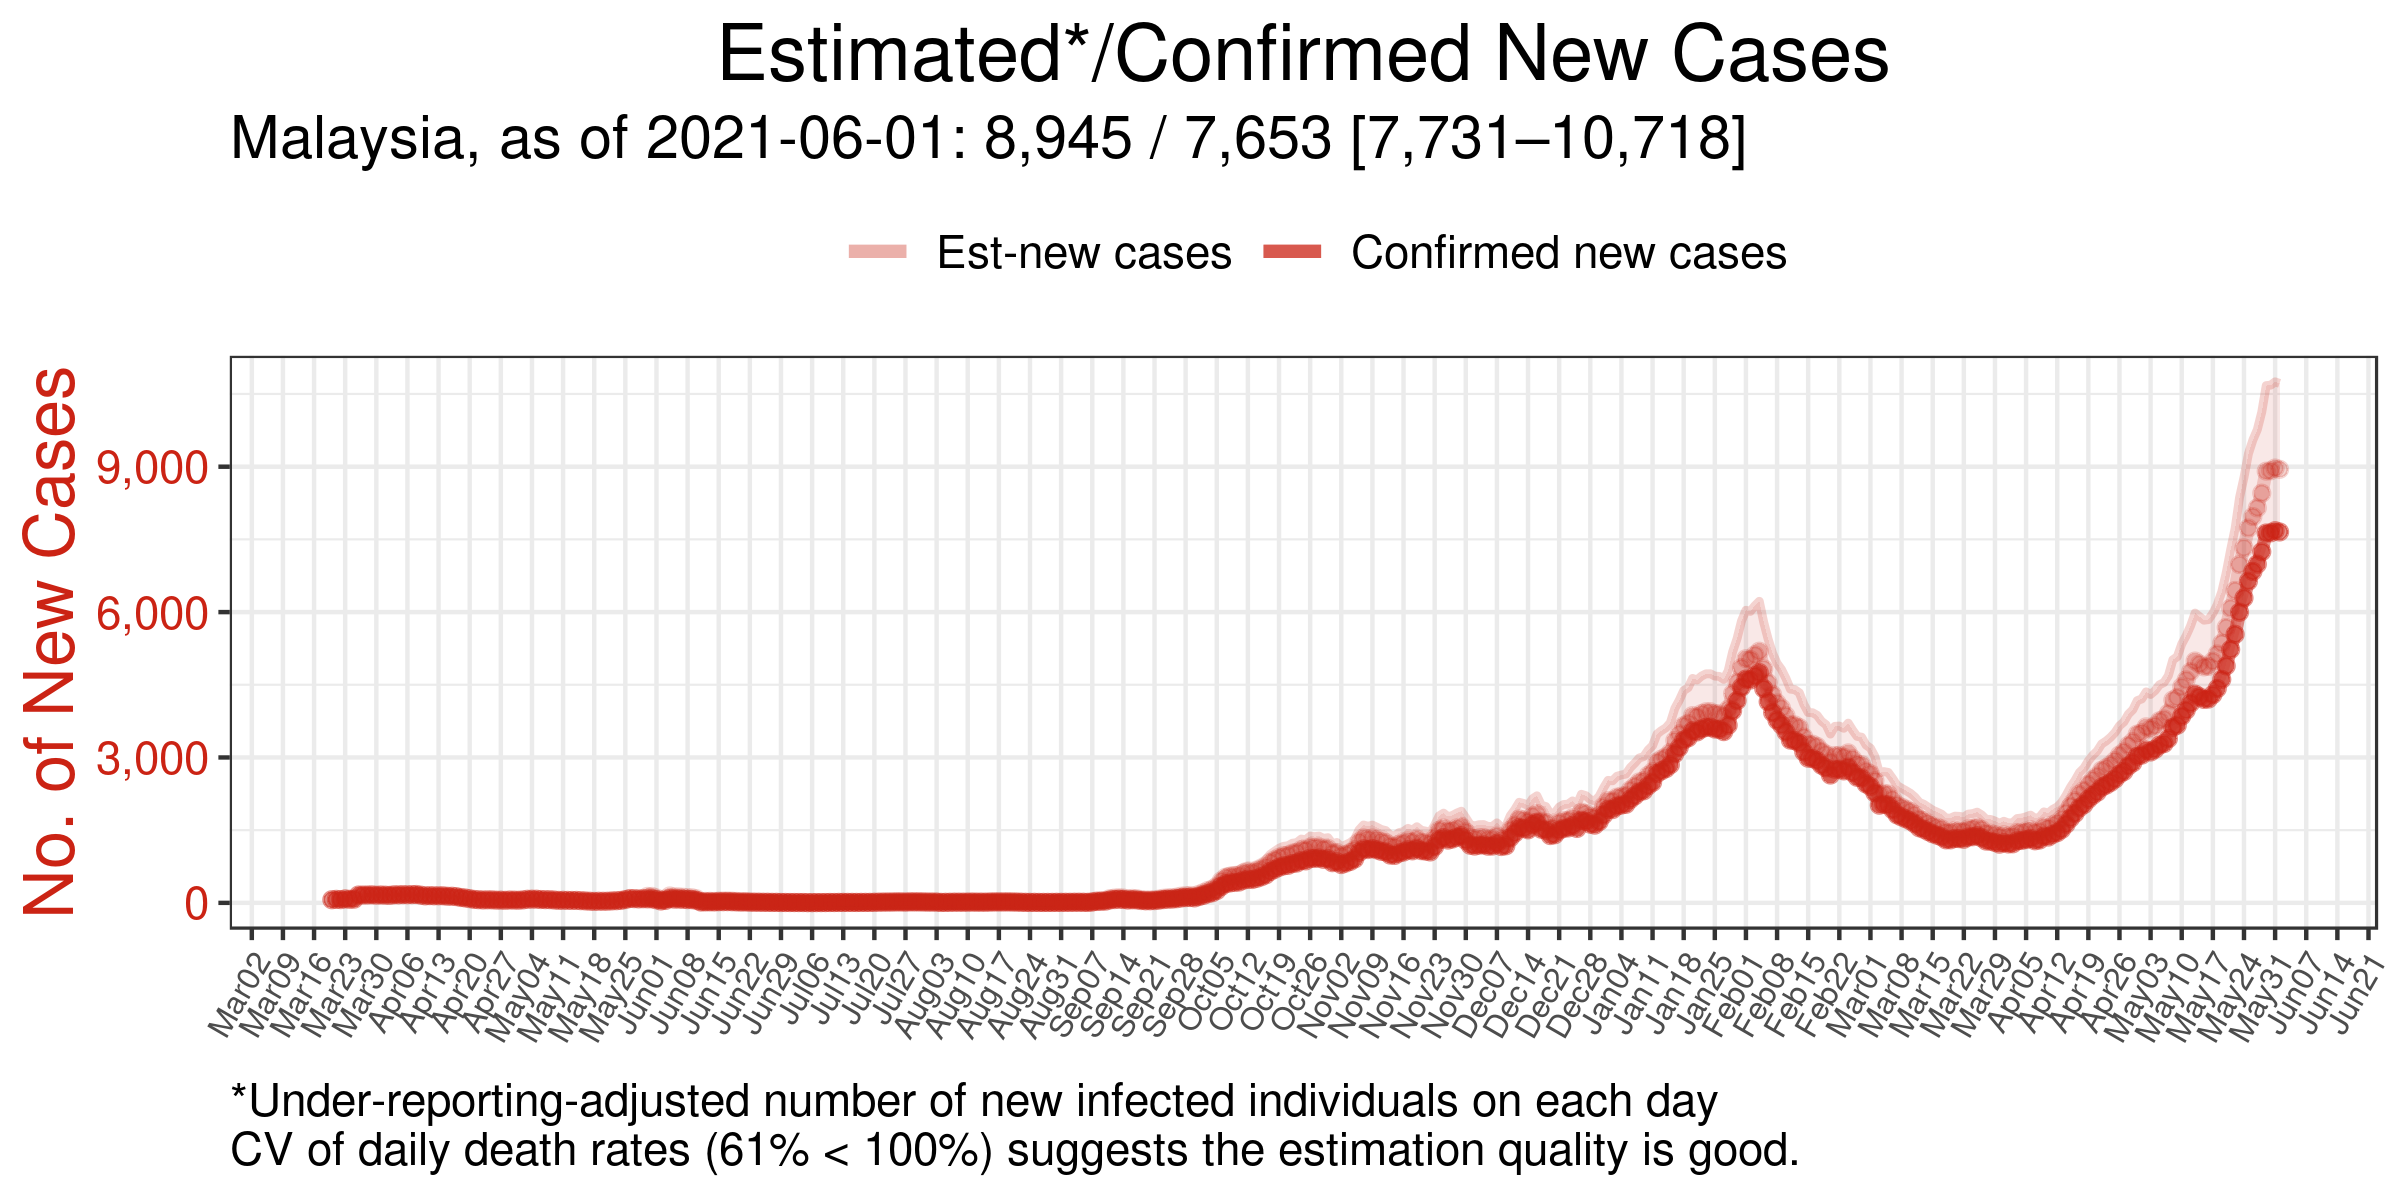 Estimated*/Confirmed New Cases
Malaysia, as of 2021-06-01: 8,945 / 7,653 [7,731–10,718]
Est-new cases Confirmed new cases
No. of New Cases
9,000
6,000
3,000
0
Mar02 Mar09 Mar16 Mar23 Mar30 Apr06 Apr13 Apr20 Apr27 May04 May11 May18 May25 Jun01 Jun08 Jun15 Jun22 Jun29 Jul06 Jul13 Jul20 Jul27 Aug03 Aug10 Aug17 Aug24 Aug31 Sep07 Sep14 Sep21 Sep28 Oct05 Oct12 Oct19 Oct26 Nov02 Nov09 Nov16 Nov23 Nov30 Dec07 Dec14 Dec21 Dec28 Jan04 Jan11 Jan18 Jan25 Feb01 Feb08 Feb15 Feb22 Mar01 Mar08 Mar15 Mar22 Mar29 Apr05 Apr12 Apr19 Apr26 May03 May10 May17 May24 May31 Jun07 Jun14 Jun21
*Under-reporting-adjusted number of new infected individuals on each day
CV of daily death rates (61% < 100%) suggests the estimation quality is good.